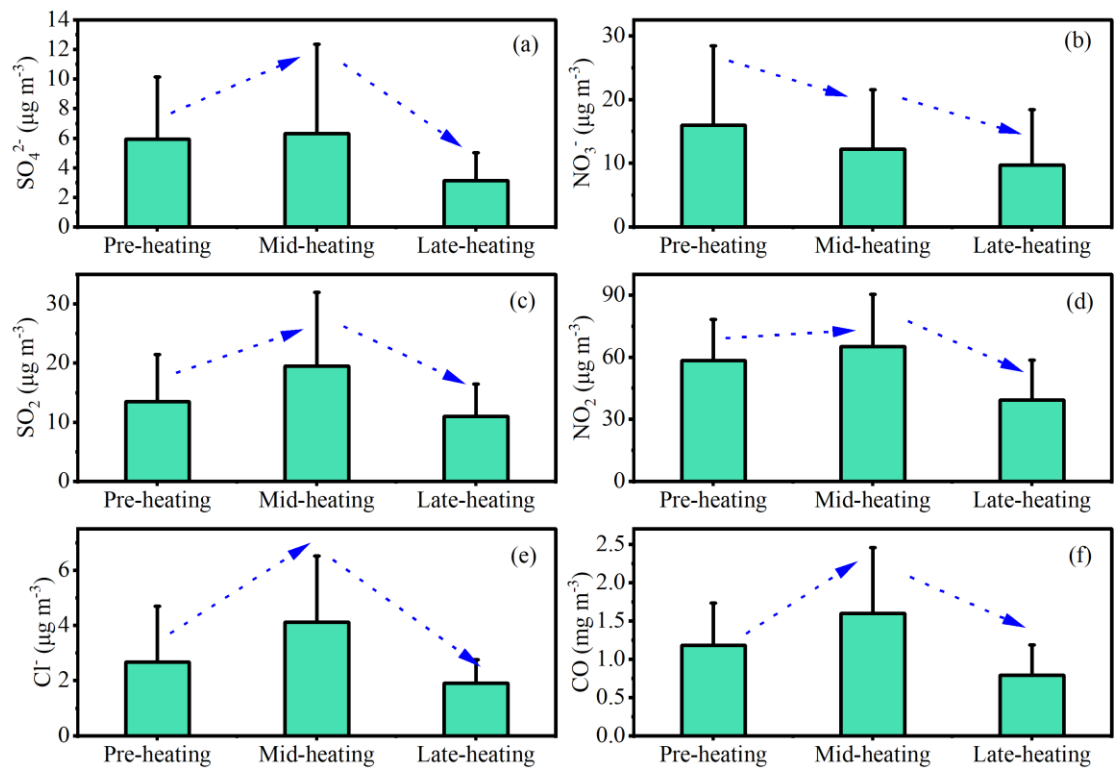 SO₄²⁻ (μg m⁻³)
14
12
10
8
6
4
2
0
(a)
Pre-heating Mid-heating Late-heating
NO₃⁻ (μg m⁻³)
30
20
10
0
(b)
Pre-heating Mid-heating Late-heating
SO₂ (μg m⁻³)
30
20
10
0
(c)
Pre-heating Mid-heating Late-heating
NO₂ (μg m⁻³)
90
60
30
0
(d)
Pre-heating Mid-heating Late-heating
Cl⁻ (μg m⁻³)
6
4
2
0
(e)
Pre-heating Mid-heating Late-heating
CO (mg m⁻³)
2.5
2.0
1.5
1.0
0.5
0.0
(f)
Pre-heating Mid-heating Late-heating